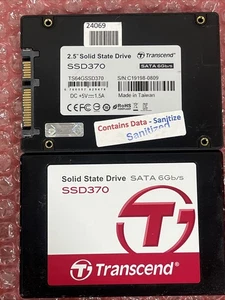 24069
2.5" Solid State Drive
SSD370
Transcend
SATA 6Gb/s
TS64GSSD370
S/N C19198-0809
DC +5V 1.5A
Made in Taiwan
RoHS
Contains Data - Sanitize
Sanitized
Solid State Drive SATA 6Gb/s
SSD370
Transcend